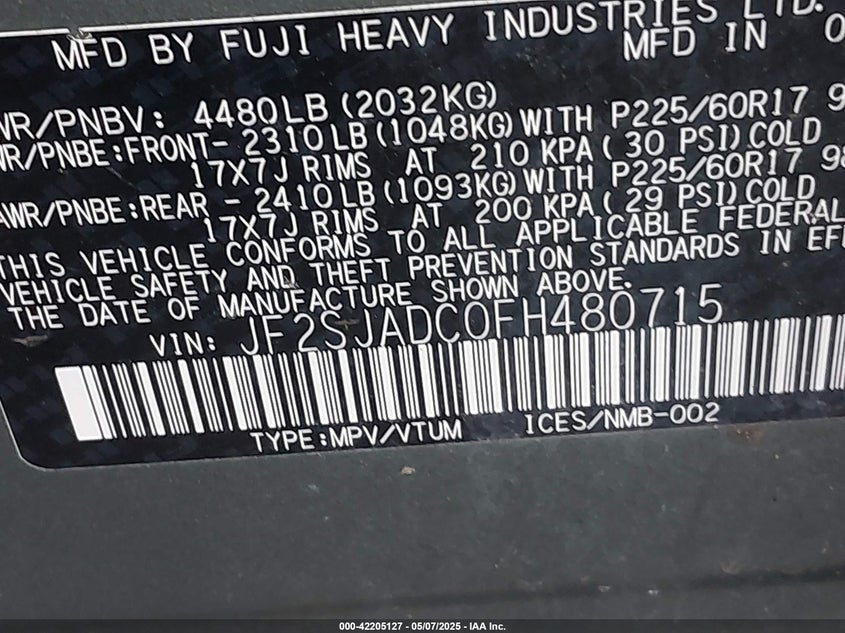 MFD BY FUJI HEAVY INDUSTRIES LTD.
MFD IN 0
WR/PNBV: 4480LB (2032KG)
WR/PNBE:FRONT- 2310LB (1048KG) WITH P225/60R17 9
17X7J RIMS AT 210 KPA ( 30 PSI) COLD
AWR/PNBE:REAR - 2410LB (1093KG) WITH P225/60R17 98
17X7J RIMS AT 200 KPA ( 29 PSI) COLD
THIS VEHICLE CONFORMS TO ALL APPLICABLE FEDERAL
VEHICLE SAFETY AND THEFT PREVENTION STANDARDS IN EFF
THE DATE OF MANUFACTURE SHOWN ABOVE.
VIN: JF2SJADC0FH480715
TYPE:MPV/VTUM ICES/NMB-002
000-42205127 - 05/07/2025 - IAA Inc.